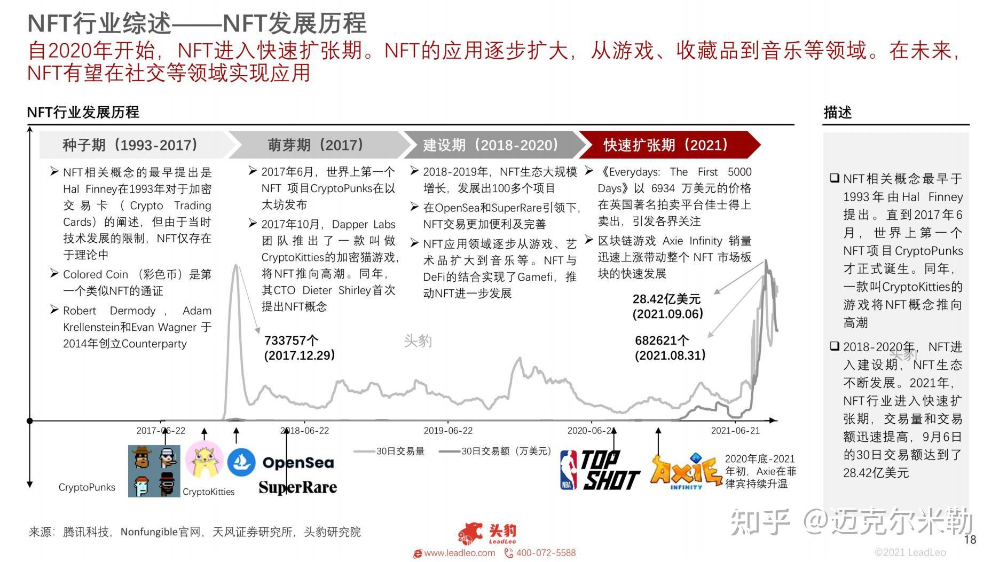 NFT行业综述——NFT发展历程
自2020年开始，NFT进入快速扩张期。NFT的应用逐步扩大，从游戏、收藏品到音乐等领域。在未来，
NFT有望在社交等领域实现应用
NFT行业发展历程
种子期（1993-2017）
萌芽期（2017）
建设期（2018-2020）
快速扩张期（2021）
NFT相关概念的最早提出是
Hal Finney在1993年对于加密
交易卡（Crypto Trading
Cards）的阐述，但由于当时
技术发展的限制，NFT仅存在
于理论中
Colored Coin （彩色币）是第
一个类似NFT的通证
Robert Dermody， Adam
Krellenstein和Evan Wagner 于
2014年创立Counterparty
2017年6月，世界上第一个
NFT 项目CryptoPunks在以
太坊发布
2017年10月，Dapper Labs
团队推出了一款叫做
CryptoKitties的加密猫游戏，
将NFT推向高潮。同年，
其CTO Dieter Shirley首次
提出NFT概念
2018-2019年，NFT生态大规模
增长，发展出100多个项目
在OpenSea和SuperRare引领下，
NFT交易更加便利及完善
NFT应用领域逐步从游戏、艺
术品扩大到音乐等。NFT与
DeFi的结合实现了Gamefi，推
动NFT进一步发展
《Everydays: The First 5000
Days》以 6934 万美元的价格
在英国著名拍卖平台佳士得上
卖出，引发各界关注
区块链游戏 Axie Infinity 销量
迅速上涨带动整个 NFT 市场板
块的快速发展
733757个
(2017.12.29)
头豹
28.42亿美元
(2021.09.06)
682621个
(2021.08.31)
2017-06-22
2018-06-22
2019-06-22
2020-06-21
2021-06-21
30日交易量
30日交易额（万美元）
CryptoPunks
CryptoKitties
OpenSea
SuperRare
NBA
TOP
SHOT
AXIE
INFINITY
2020年底-2021
年初，Axie在菲
律宾持续升温
描述
NFT相关概念最早于
1993年由Hal Finney
提出。直到2017年6
月，世界上第一个
NFT项目CryptoPunks
才正式诞生。同年，
一款叫CryptoKitties的
游戏将NFT概念推向
高潮
2018-2020年，NFT进
入建设期，NFT生态
不断发展。2021年，
NFT行业进入快速扩
张期，交易量和交易
额迅速提高，9月6日
的30日交易额达到了
28.42亿美元
头豹
来源：腾讯科技，Nonfungible官网，天风证券研究所，头豹研究院
头豹
LeadLeo
www.leadleo.com
400-072-5588
知乎 @迈克尔米勒
18
©2021 LeadLeo